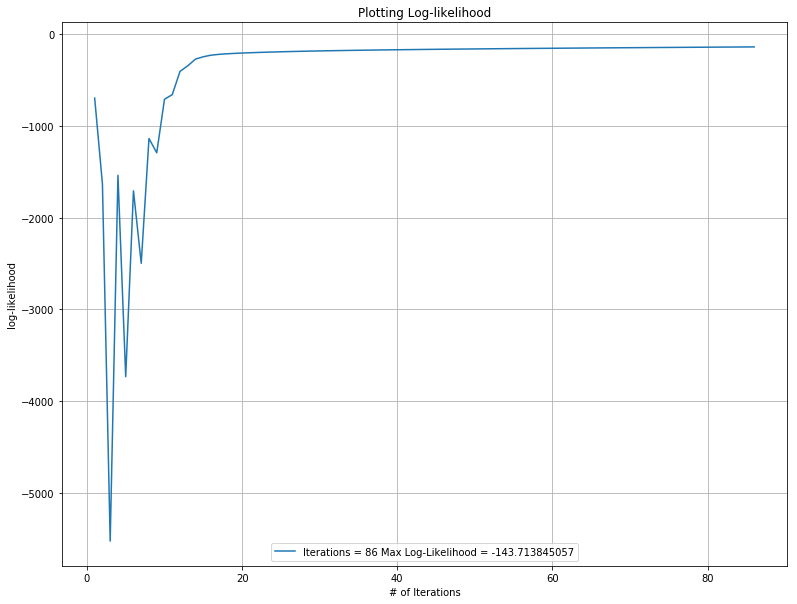 Plotting Log-likelihood
0
−1000
−2000
−3000
−4000
−5000
log-likelihood
Iterations = 86 Max Log-Likelihood = -143.713845057
0 20 40 60 80
# of Iterations